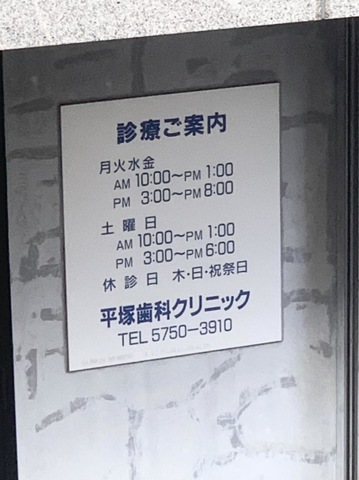 診療ご案内
月火水金
AM 10:00〜PM 1:00
PM 3:00〜PM 8:00
土曜日
AM 10:00〜PM 1:00
PM 3:00〜PM 6:00
休診日 木・日・祝祭日
平塚歯科クリニック
TEL 5750-3910